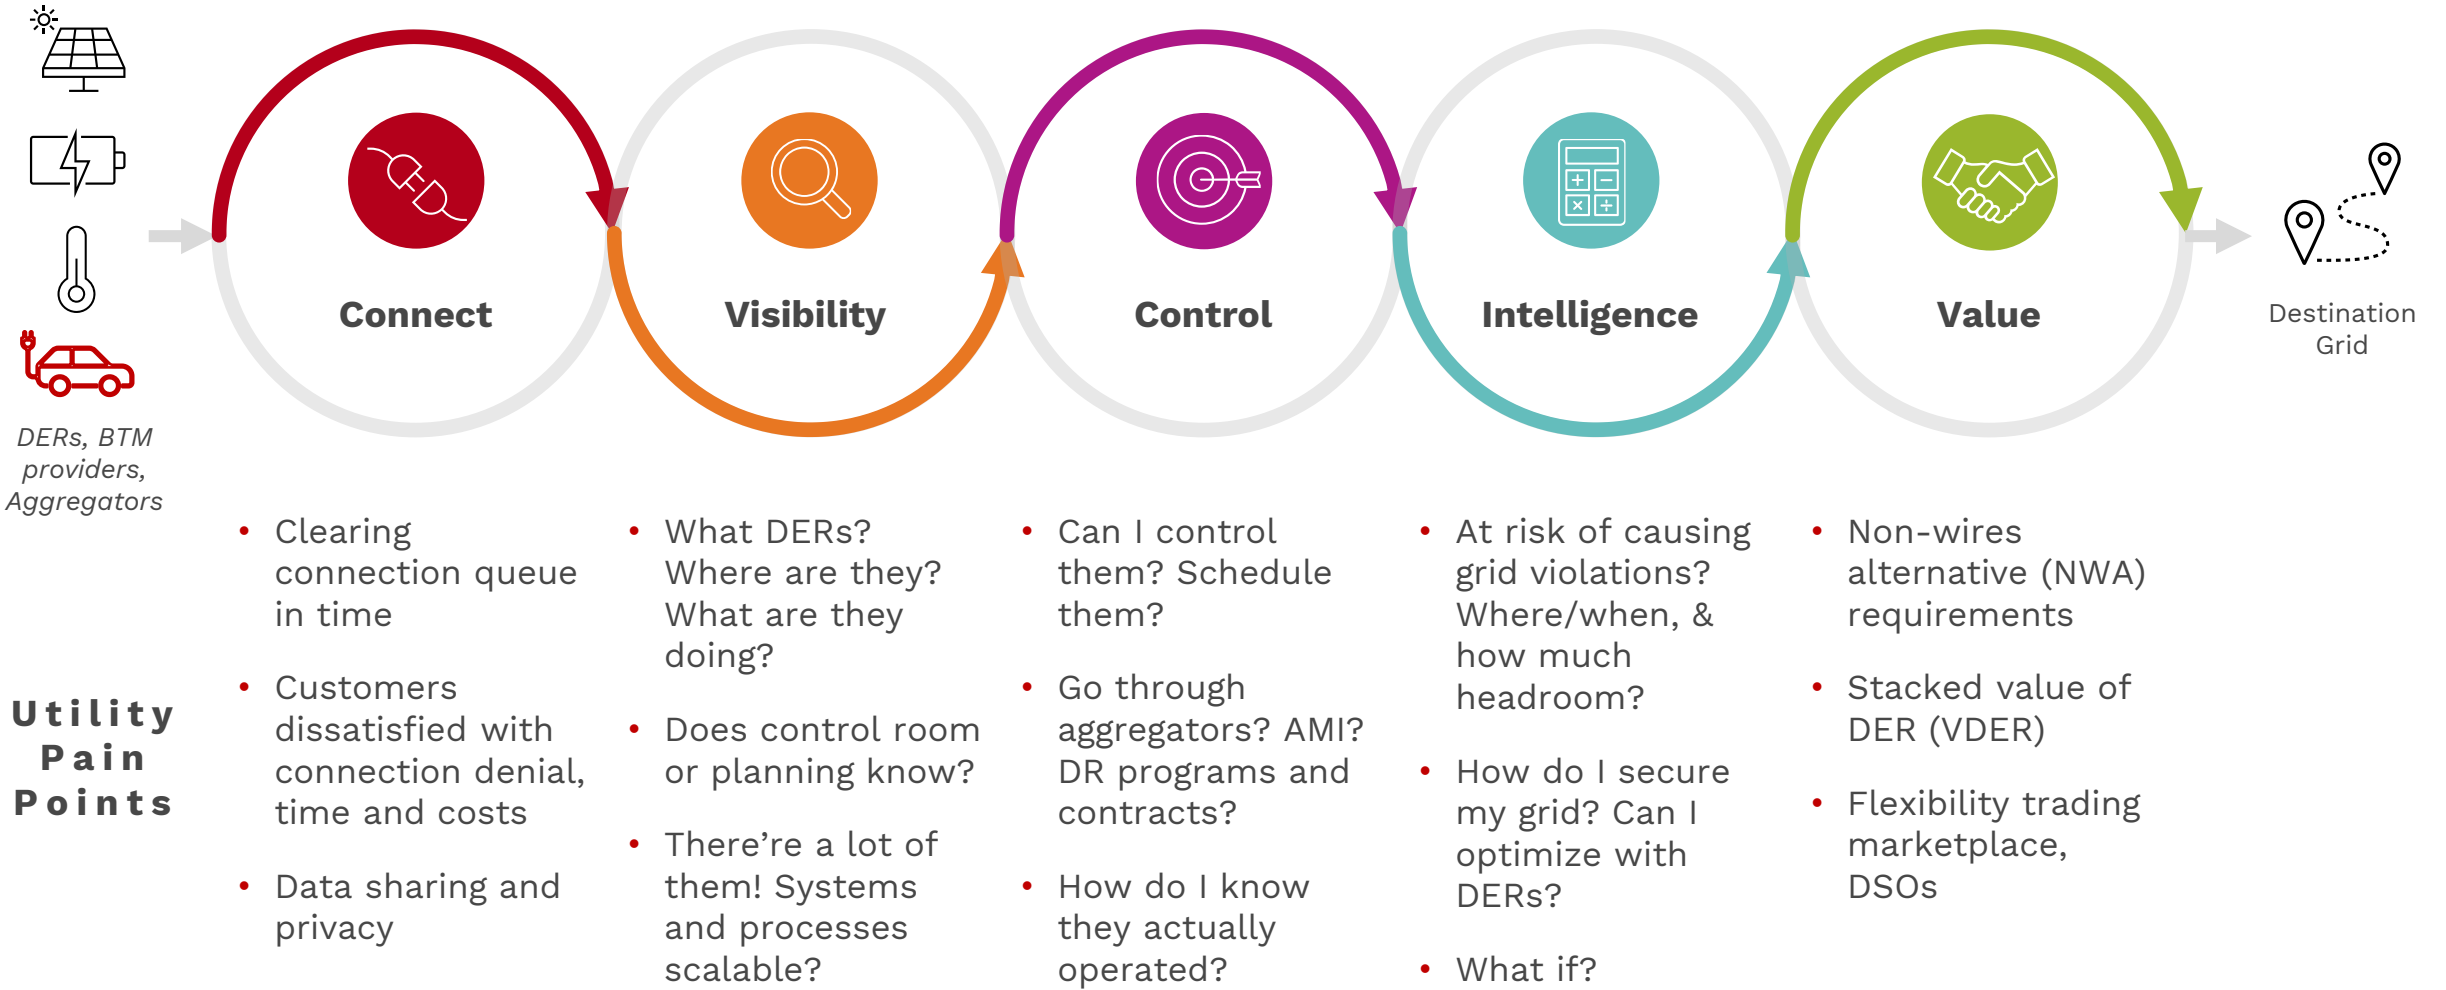 DERs, BTM
providers,
Aggregators
Connect
Visibility
Control
Intelligence
Value
Destination
Grid
Utility
Pain
Points
• Clearing
connection queue
in time
• Customers
dissatisfied with
connection denial,
time and costs
• Data sharing and
privacy
• What DERs?
Where are they?
What are they
doing?
• Does control room
or planning know?
• There’re a lot of
them! Systems
and processes
scalable?
• Can I control
them? Schedule
them?
• Go through
aggregators? AMI?
DR programs and
contracts?
• How do I know
they actually
operated?
• At risk of causing
grid violations?
Where/when, &
how much
headroom?
• How do I secure
my grid? Can I
optimize with
DERs?
• What if?
• Non-wires
alternative (NWA)
requirements
• Stacked value of
DER (VDER)
• Flexibility trading
marketplace,
DSOs